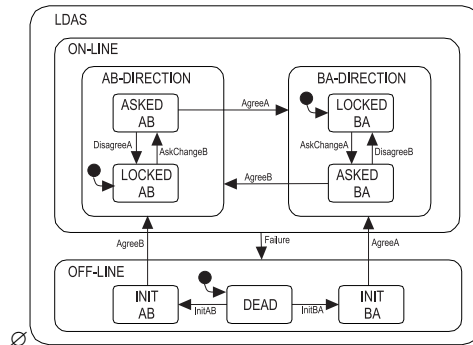 LDAS
ON-LINE
AB-DIRECTION
BA-DIRECTION
ASKED
AB
AgreeA
LOCKED
BA
DisagreeA
AskChangeB
AskChangeA
DisagreeB
LOCKED
AB
AgreeB
ASKED
BA
AgreeB
Failure
AgreeA
OFF-LINE
INIT
AB
InitAB
DEAD
InitBA
INIT
BA
∅